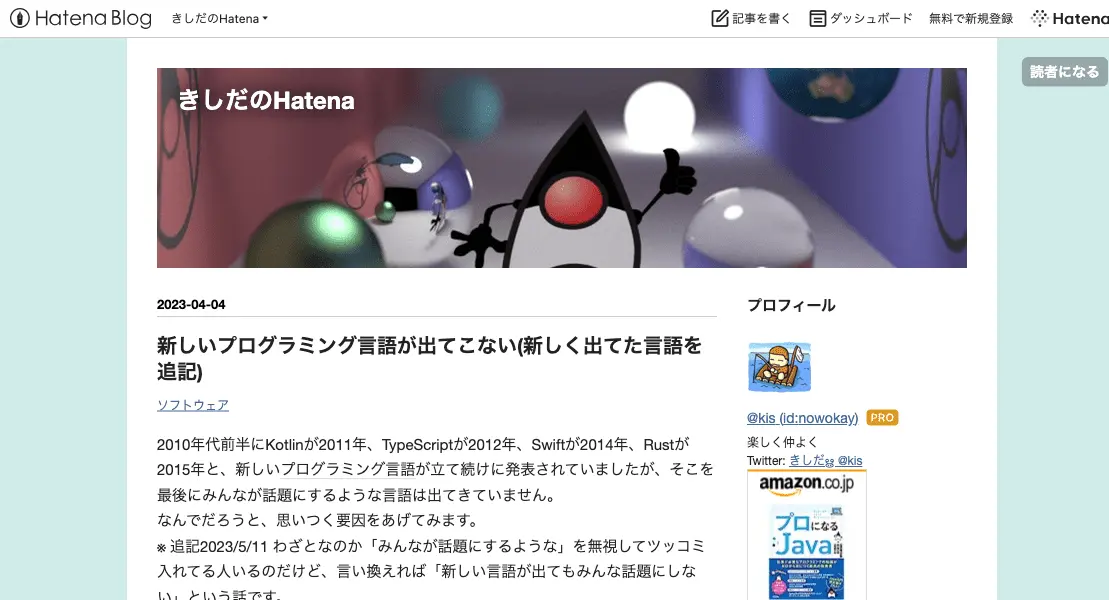 Hatena Blog
きしだのHatena
記事を書く
ダッシュボード
無料で新規登録
Hatena
読者になる
きしだのHatena
2023-04-04
新しいプログラミング言語が出てこない(新しく出てた言語を
追記)
ソフトウェア
2010年代前半にKotlinが2011年、TypeScriptが2012年、Swiftが2014年、Rustが
2015年と、新しいプログラミング言語が立て続けに発表されていましたが、そこを
最後にみんなが話題にするような言語は出てきていません。
なんでだろうと、思いつく要因をあげてみます。
※ 追記2023/5/11 わざとなのか「みんなが話題にするような」を無視してツッコミ
入れてる人いるのだけど、言い換えれば「新しい言語が出てもみんな話題にしな
い」という話です。
プロフィール
@kis (id:nowokay) PRO
楽しく仲よく
Twitter: きしだ @kis
amazon.co.jp
プロになる
Java